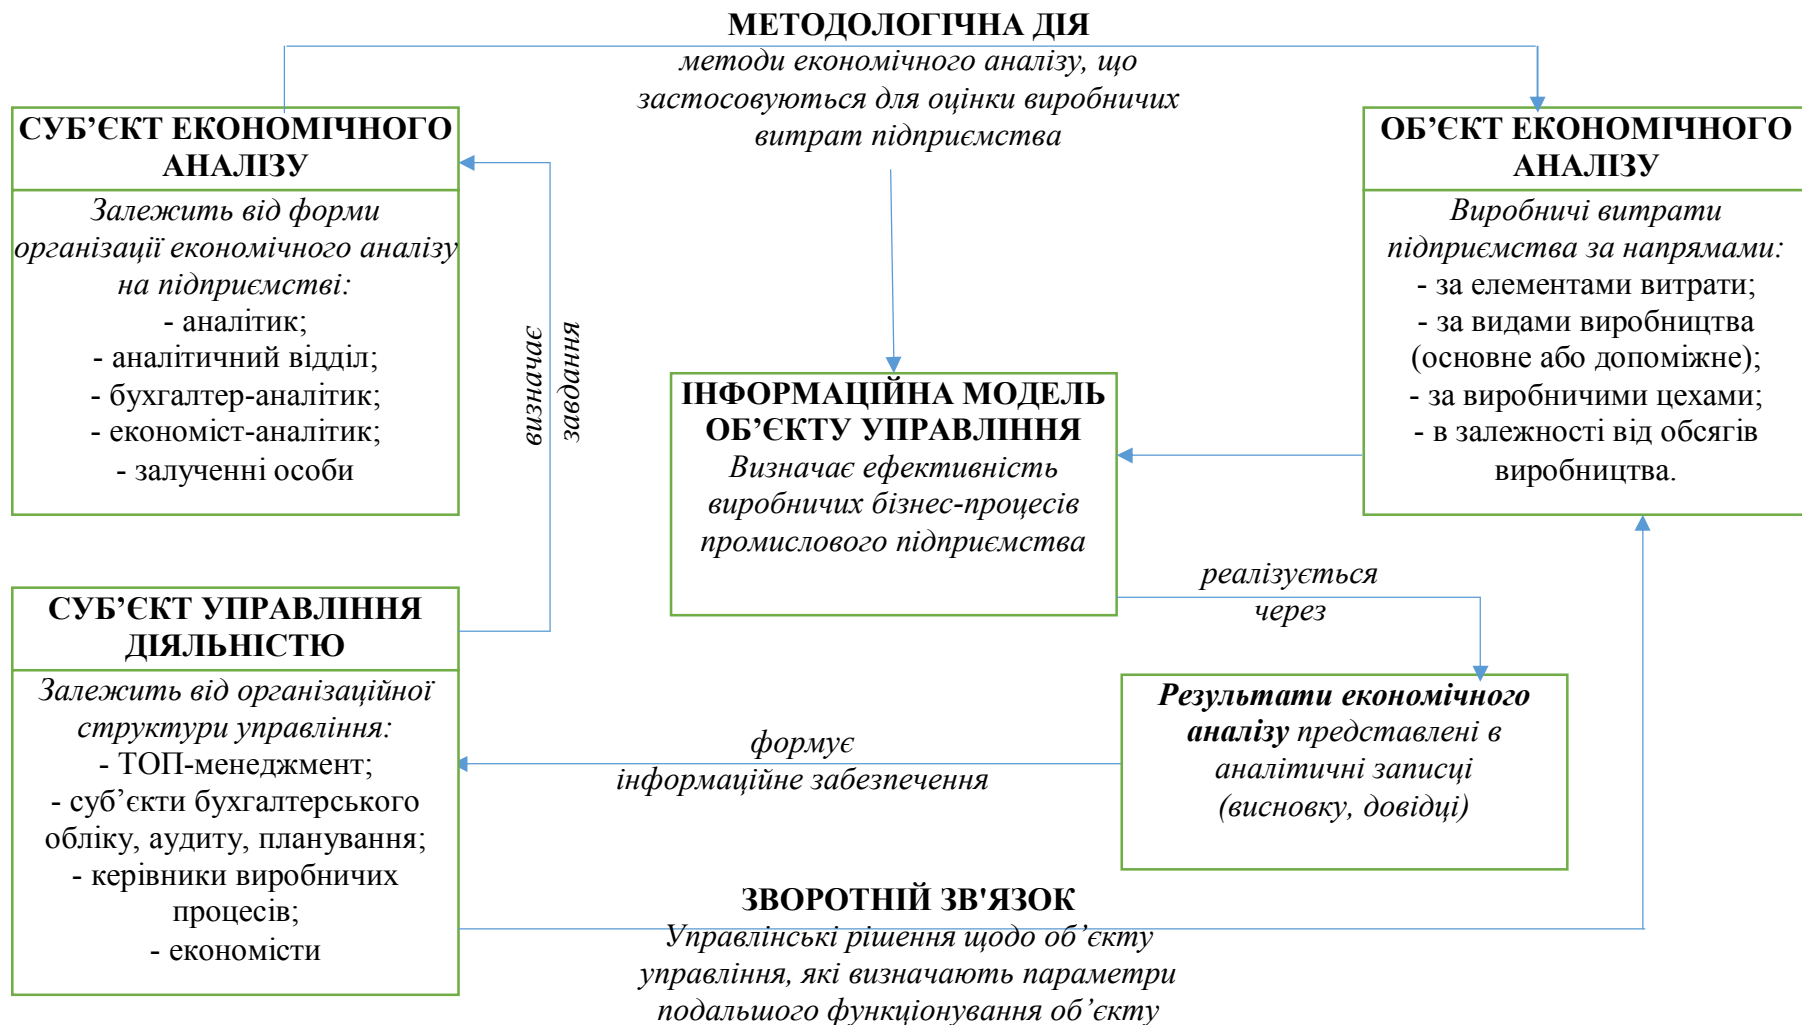 МЕТОДОЛОГІЧНА ДІЯ
методи економічного аналізу, що
застосовуються для оцінки виробничих
витрат підприємства
СУБ’ЄКТ ЕКОНОМІЧНОГО
АНАЛІЗУ
Залежить від форми
організації економічного аналізу
на підприємстві:
- аналітик;
- аналітичний відділ;
- бухгалтер-аналітик;
- економіст-аналітик;
- залученні особи
визначає
завдання
ОБ’ЄКТ ЕКОНОМІЧНОГО
АНАЛІЗУ
Виробничі витрати
підприємства за напрямами:
- за елементами витрати;
- за видами виробництва
(основне або допоміжне);
- за виробничими цехами;
- в залежності від обсягів
виробництва.
ІНФОРМАЦІЙНА МОДЕЛЬ
ОБ’ЄКТУ УПРАВЛІННЯ
Визначає ефективність
виробничих бізнес-процесів
промислового підприємства
реалізується
через
СУБ’ЄКТ УПРАВЛІННЯ
ДІЯЛЬНІСТЮ
Залежить від організаційної
структури управління:
- ТОП-менеджмент;
- суб’єкти бухгалтерського
обліку, аудиту, планування;
- керівники виробничих
процесів;
- економісти
формує
інформаційне забезпечення
Результати економічного
аналізу представлені в
аналітичні записці
(висновку, довідці)
ЗВОРОТНІЙ ЗВ'ЯЗОК
Управлінські рішення щодо об’єкту
управління, які визначають параметри
подальшого функціонування об’єкту